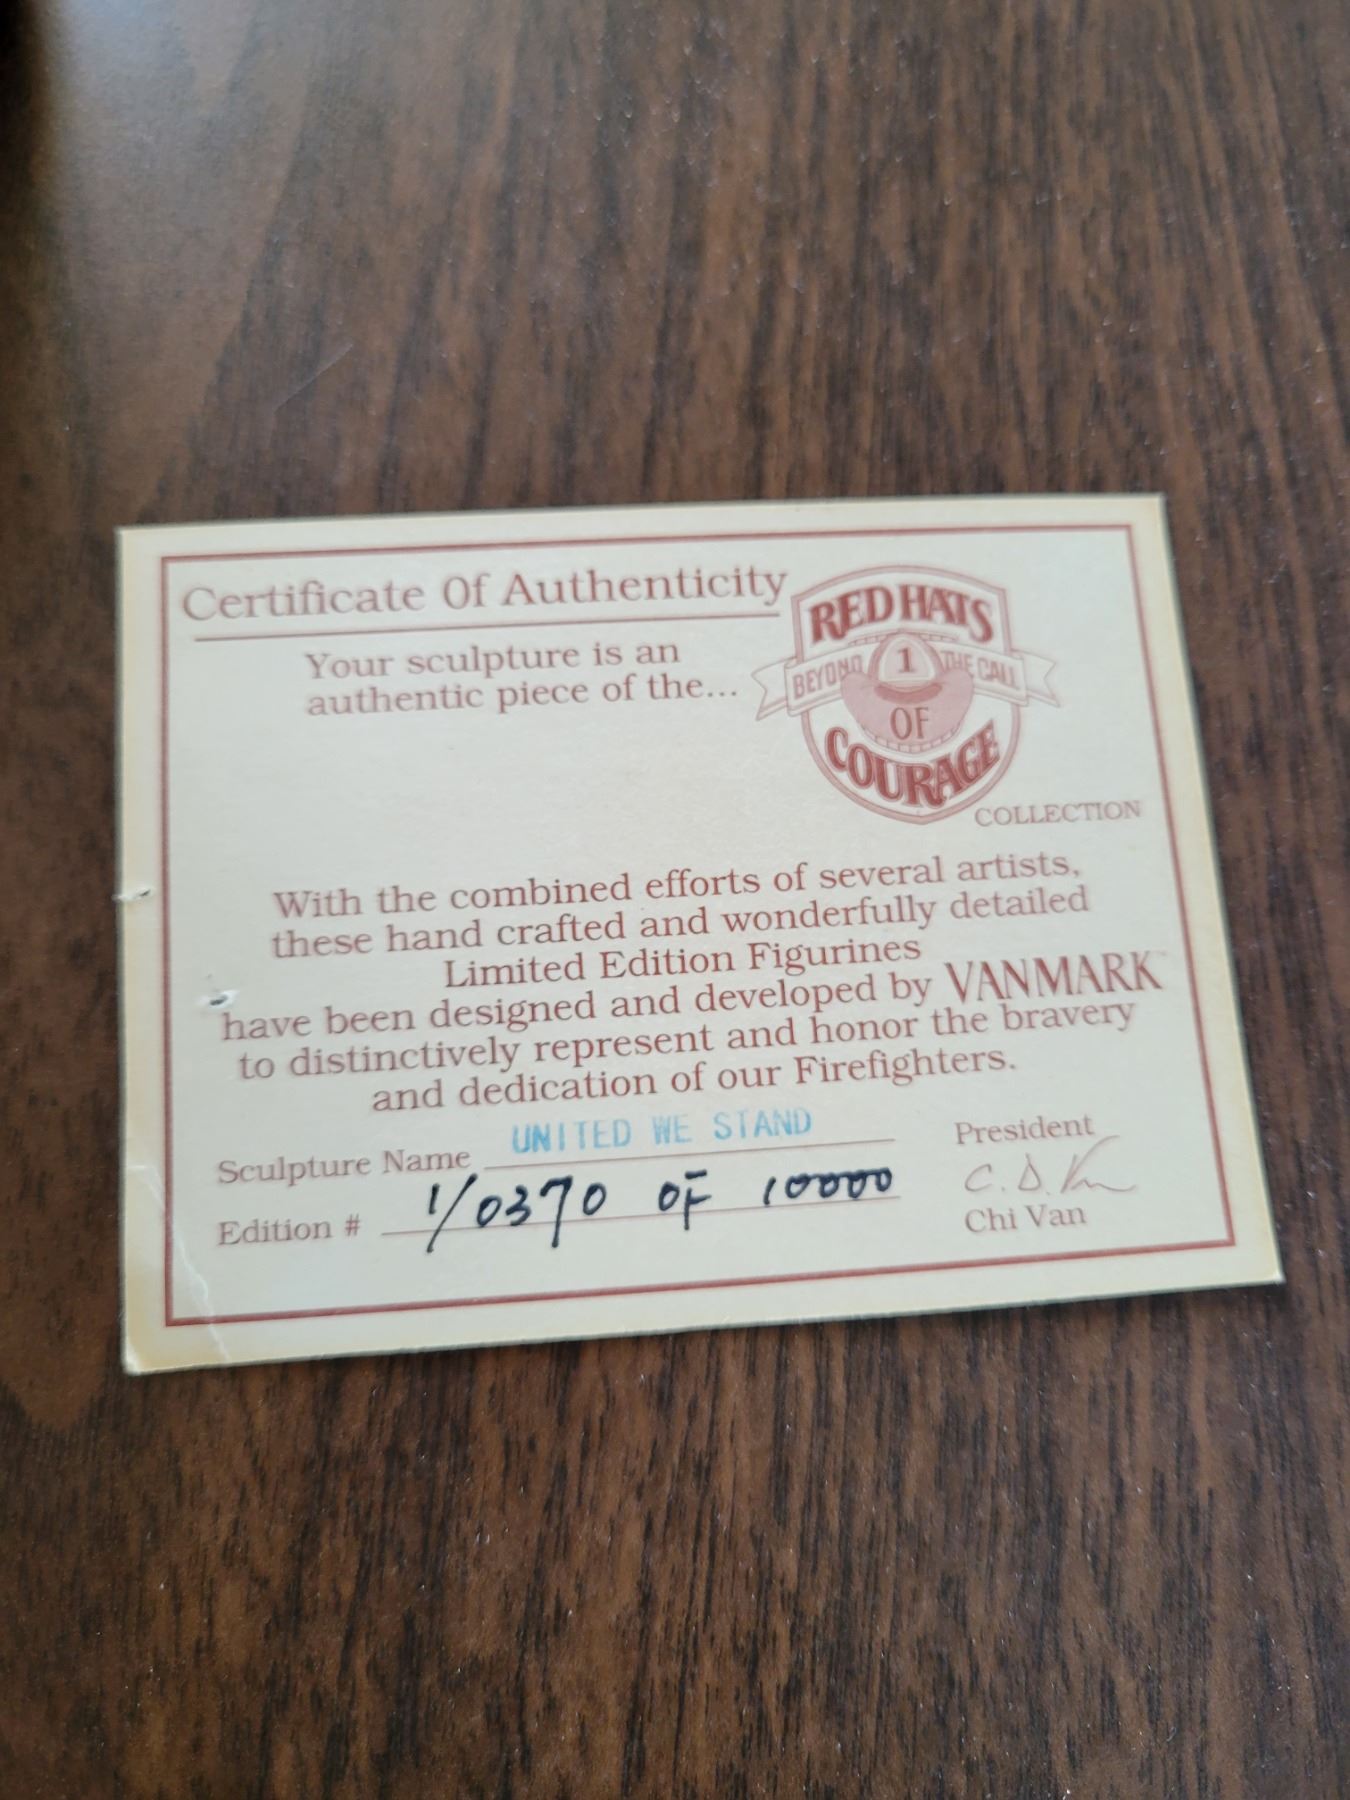 Certificate Of Authenticity
Your sculpture is an
authentic piece of the...
RED HATS
BEYOND 1 THE CALL
OF
COURAGE
COLLECTION
With the combined efforts of several artists,
these hand crafted and wonderfully detailed
Limited Edition Figurines
have been designed and developed by VANMARK™
to distinctively represent and honor the bravery
and dedication of our Firefighters.
Sculpture Name UNITED WE STAND
Edition # 1/0370 OF 10000
President
C. D. Van
Chi Van